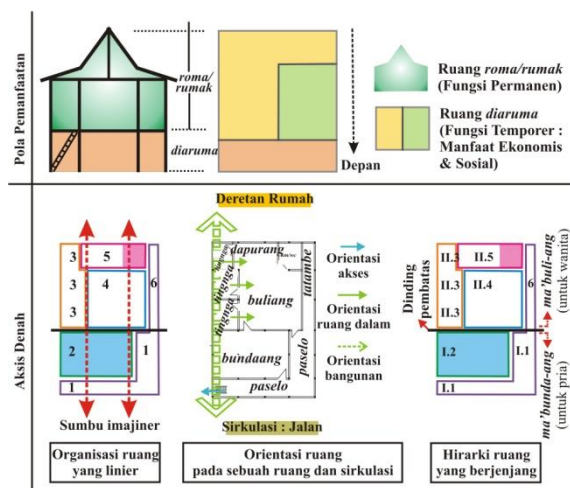 Pola Pemanfaatan
roma/
rumak
diaruma
Depan
Ruang roma/rumak
(Fungsi Permanen)
Ruang diaruma
(Fungsi Temporer :
Manfaat Ekonomis
& Sosial)
Aksis Denah
3
5
3
4
6
3
2
1
1
Sumbu imajiner
Organisasi ruang
yang linier
Deretan Rumah
dapurang
tingnga
tingnga
buliang
tatambe
bundaang
paselo
paselo
Orientasi
akses
Orientasi
ruang dalam
Orientasi
bangunan
Sirkulasi : Jalan
Orientasi ruang
pada sebuah ruang dan sirkulasi
Dinding
pembatas
II.3
II.5
II.3
II.4
6
II.3
I.2
I.1
I.1
ma'buli-ang
(untuk wanita)
ma'bunda-ang
(untuk pria)
Hirarki ruang
yang berjenjang